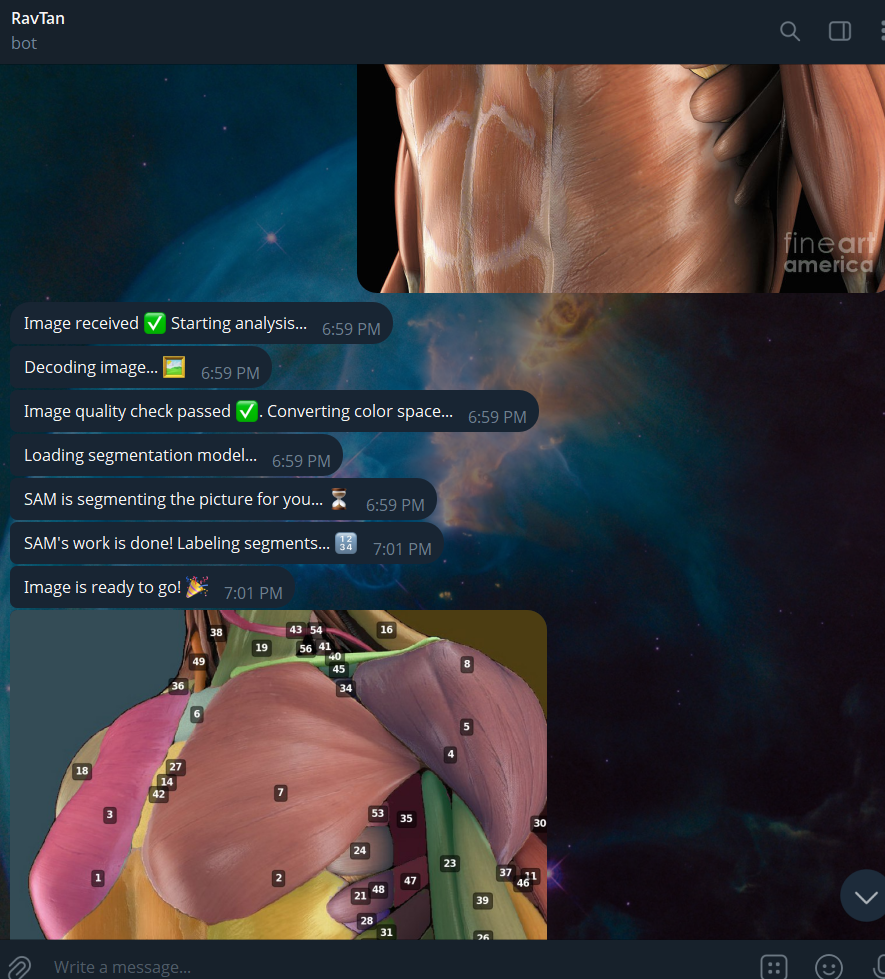 RavTan
bot
fineart
america
Image received ✅ Starting analysis... 6:59 PM
Decoding image... 🖼️ 6:59 PM
Image quality check passed ✅. Converting color space... 6:59 PM
Loading segmentation model... 6:59 PM
SAM is segmenting the picture for you... ⏳ 6:59 PM
SAM's work is done! Labeling segments... 🔢 7:01 PM
Image is ready to go! 🎉 7:01 PM
38 43 54 16
19 56 41
40
49 45 8
36 34
6
5
4
27
18 14
42
7
3 53 35
30
24
23
37 11
1 2 47 46
21 48 39
28
31 26
Write a message...